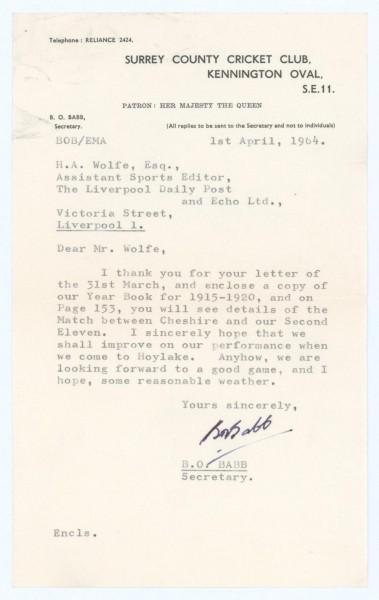 Telephone: RELIANCE 2424.
SURREY COUNTY CRICKET CLUB,
KENNINGTON OVAL,
S.E.11.
PATRON: HER MAJESTY THE QUEEN
B. O. BABB,
Secretary.
(All replies to be sent to the Secretary and not to individuals)
BOB/EMA
1st April, 1964.
H.A. Wolfe, Esq.,
Assistant Sports Editor,
The Liverpool Daily Post
and Echo Ltd.,
Victoria Street,
Liverpool 1.
Dear Mr. Wolfe,
I thank you for your letter of
the 31st March, and enclose a copy of
our Year Book for 1915-1920, and on
Page 153, you will see details of the
Match between Cheshire and our Second
Eleven. I sincerely hope that we
shall improve on our performance when
we come to Hoylake. Anyhow, we are
looking forward to a good game, and I
hope, some reasonable weather.
Yours sincerely,
BOBabb
B.O. BABB
Secretary.
Encls.